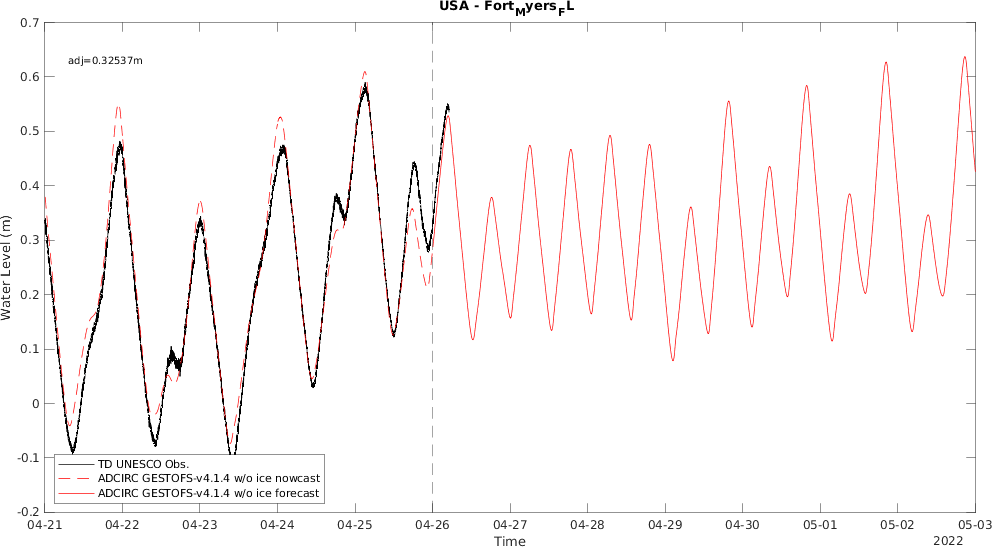 USA - Fort_Myers_FL
adj=0.32537m
Water Level (m)
0.7
0.6
0.5
0.4
0.3
0.2
0.1
0
-0.1
-0.2
TD UNESCO Obs.
ADCIRC GESTOFS-v4.1.4 w/o ice nowcast
ADCIRC GESTOFS-v4.1.4 w/o ice forecast
04-21 04-22 04-23 04-24 04-25 04-26 04-27 04-28 04-29 04-30 05-01 05-02 05-03
Time
2022